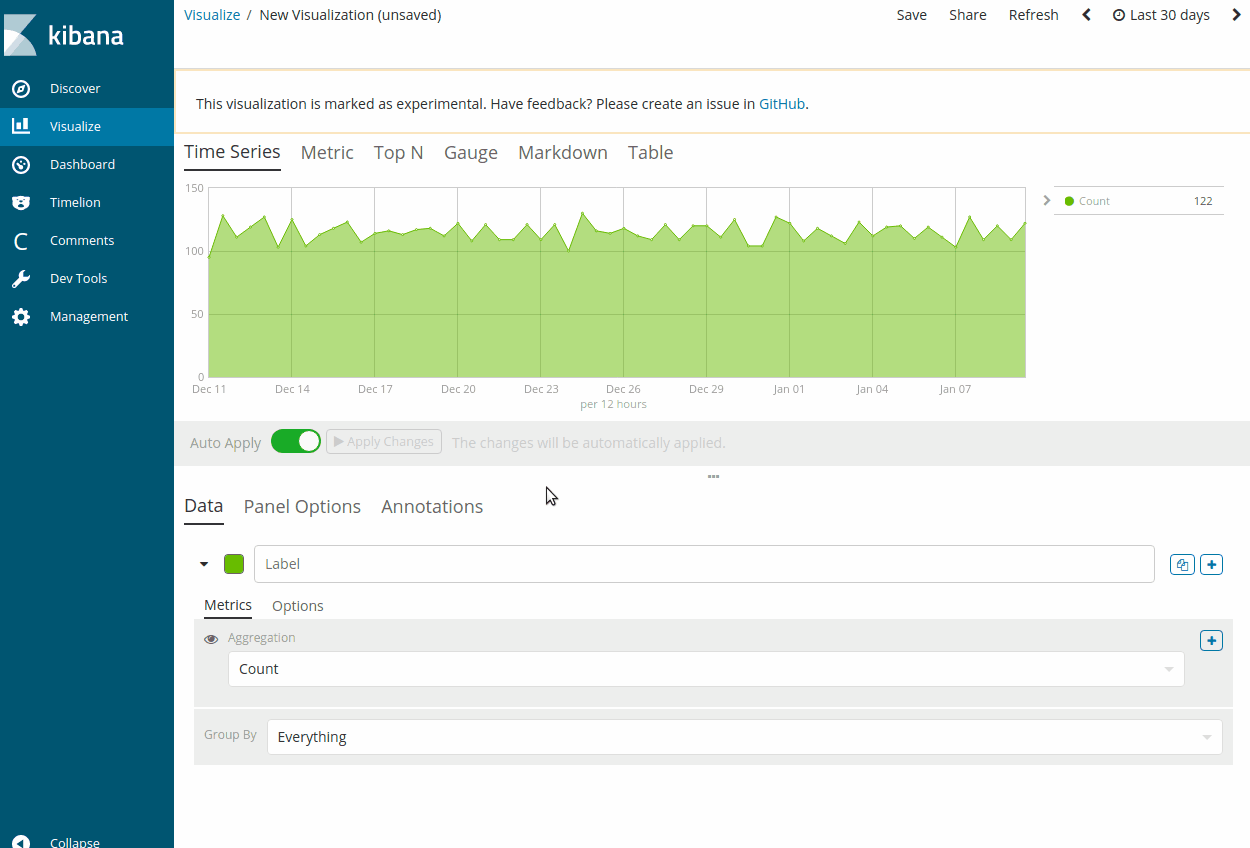 kibana
Discover
Visualize
Dashboard
Timelion
Comments
Dev Tools
Management
Collapse
Visualize / New Visualization (unsaved)
Save Share Refresh Last 30 days
This visualization is marked as experimental. Have feedback? Please create an issue in GitHub.
Time Series Metric Top N Gauge Markdown Table
150
100
50
0
Dec 11 Dec 14 Dec 17 Dec 20 Dec 23 Dec 26 Dec 29 Jan 01 Jan 04 Jan 07
per 12 hours
Count 122
Auto Apply Apply Changes The changes will be automatically applied.
Data Panel Options Annotations
Label
Metrics Options
Aggregation
Count
Group By Everything